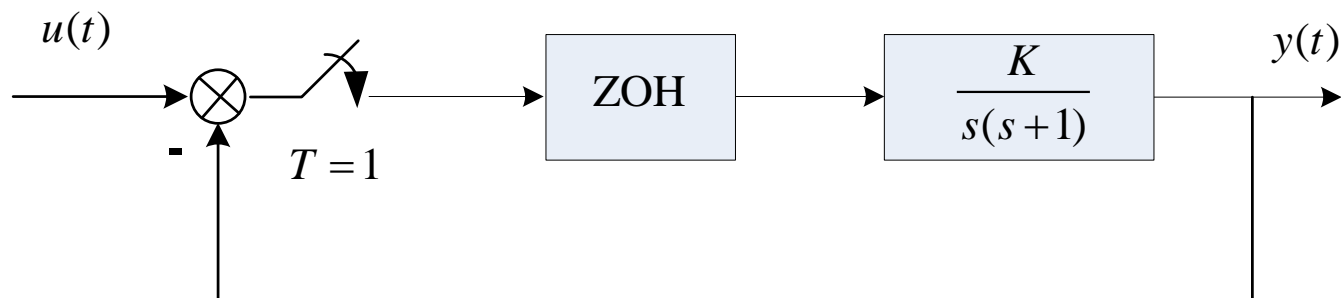 u(t)
y(t)
ZOH
K
s(s+1)
-
T = 1